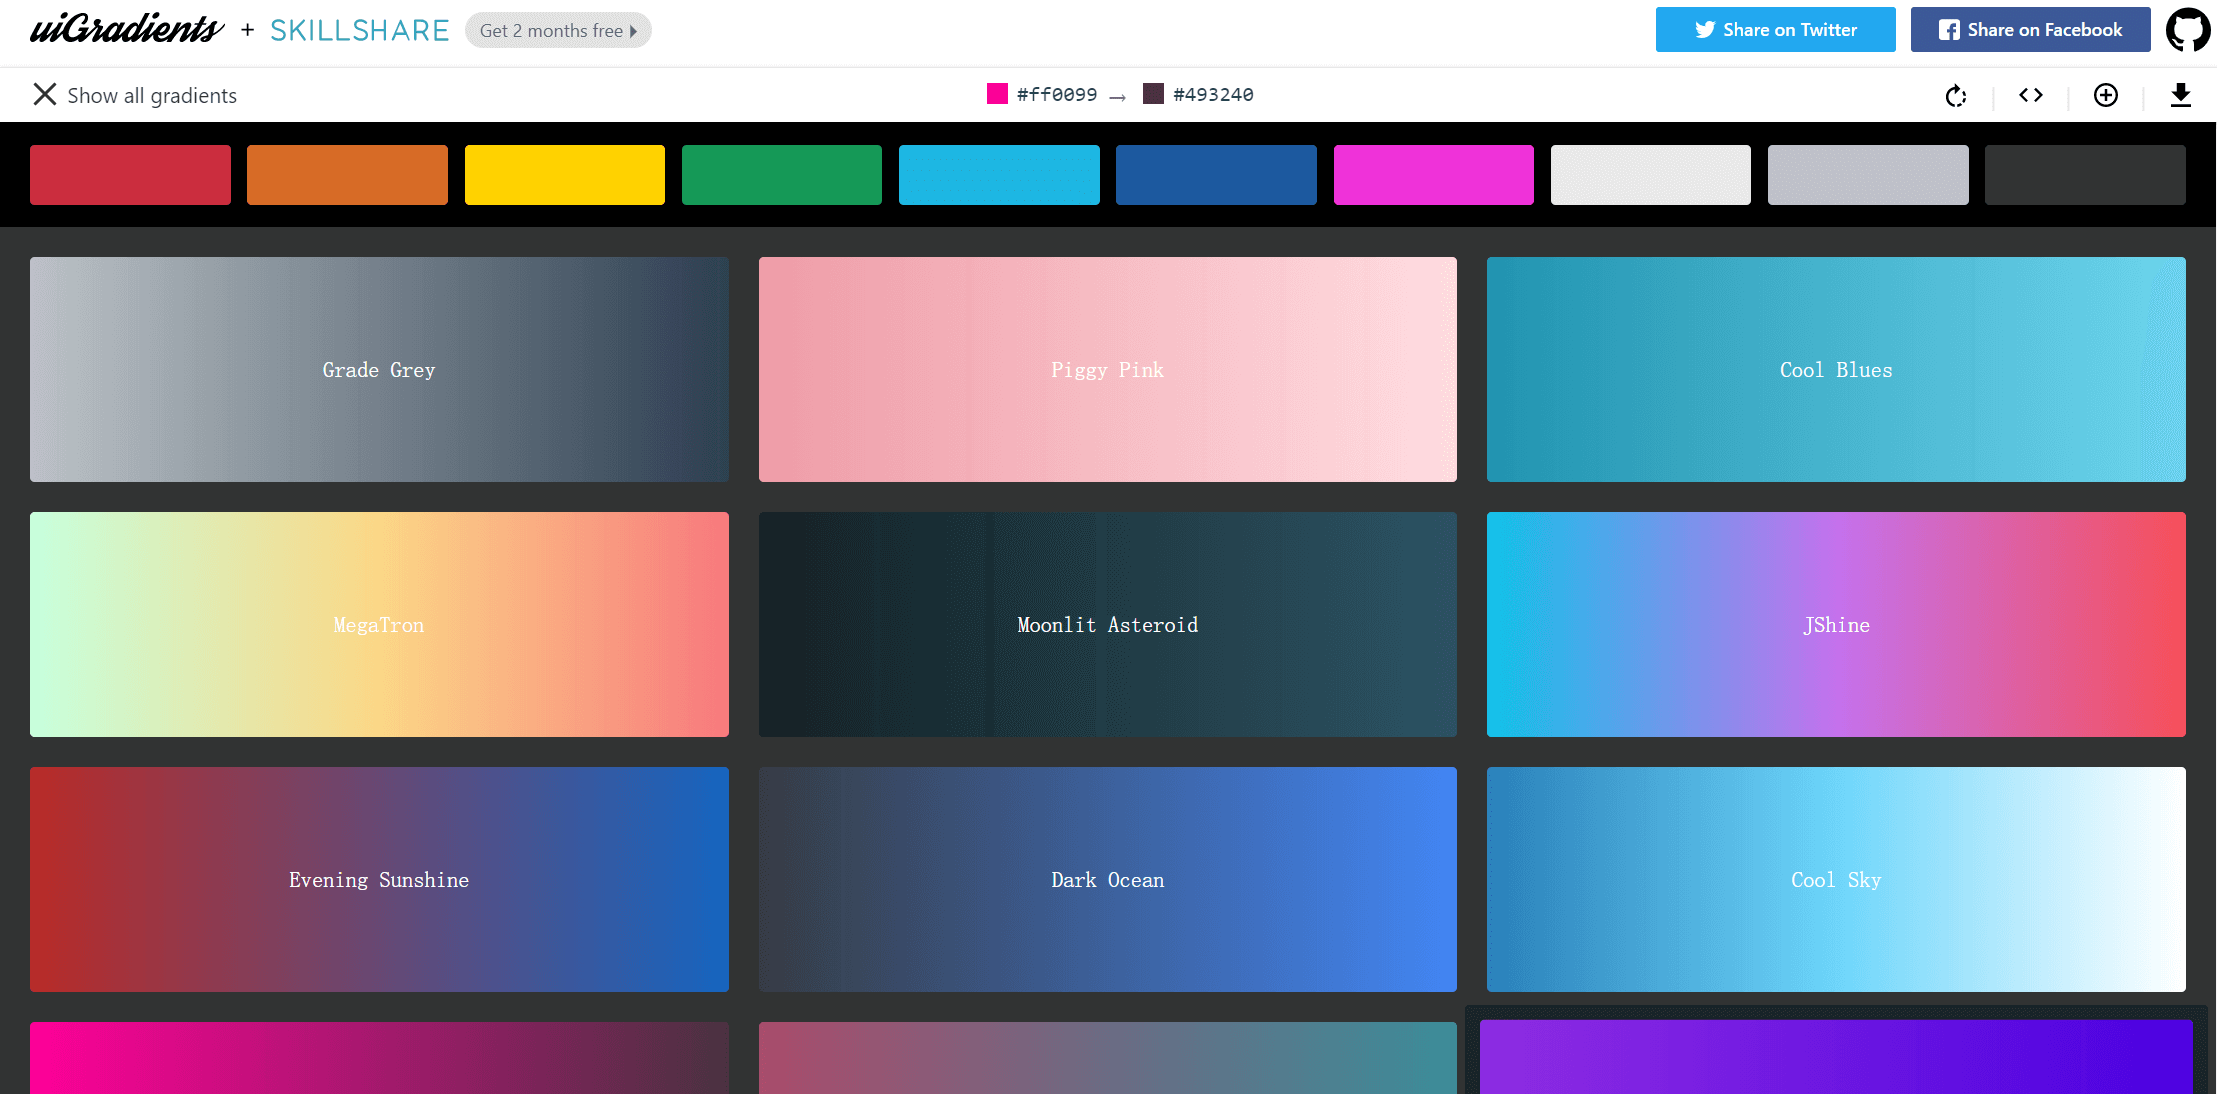 uiGradients + SKILLSHARE Get 2 months free Share on Twitter Share on Facebook
Show all gradients #ff0099 → #493240
Grade Grey Piggy Pink Cool Blues
MegaTron Moonlit Asteroid JShine
Evening Sunshine Dark Ocean Cool Sky